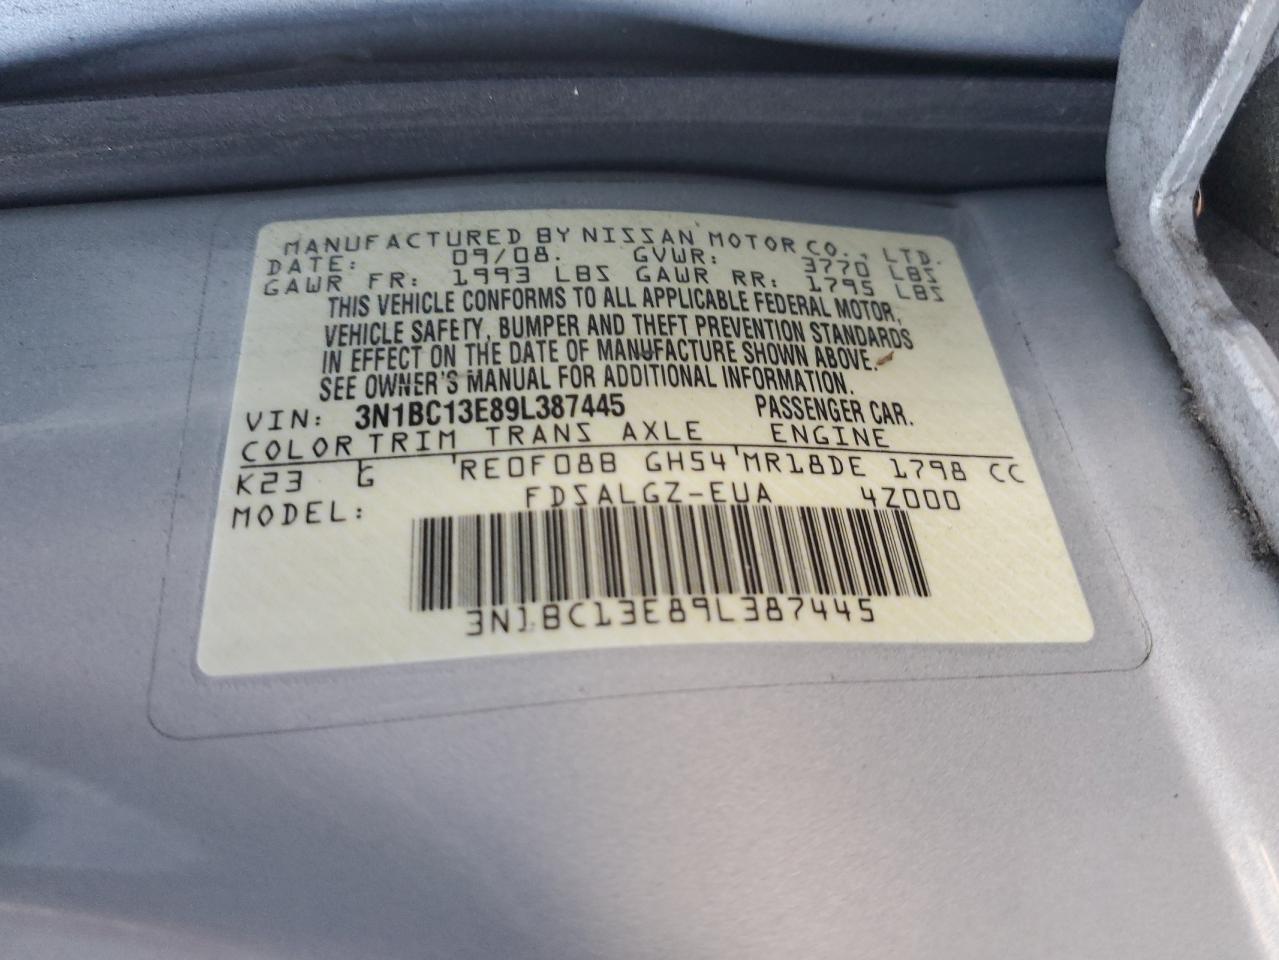 MANUFACTURED BY NISSAN MOTOR CO., LTD.
DATE: 09/08. GVWR: 3770 LBS
GAWR FR: 1993 LBS GAWR RR: 1795 LBS
THIS VEHICLE CONFORMS TO ALL APPLICABLE FEDERAL MOTOR,
VEHICLE SAFETY, BUMPER AND THEFT PREVENTION STANDARDS
IN EFFECT ON THE DATE OF MANUFACTURE SHOWN ABOVE.
SEE OWNER'S MANUAL FOR ADDITIONAL INFORMATION.
VIN: 3N1BC13E89L387445 PASSENGER CAR.
COLOR TRIM TRANS AXLE ENGINE
K23 G RE0F08B GH54 MR18DE 1798 CC
MODEL: FDSALGZ-EUA 4Z000
3N1BC13E89L387445